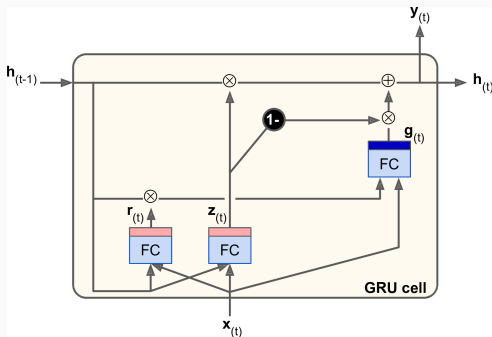 y(t)
h(t-1)
h(t)
1-
g(t)
FC
r(t)
z(t)
FC
FC
GRU cell
x(t)